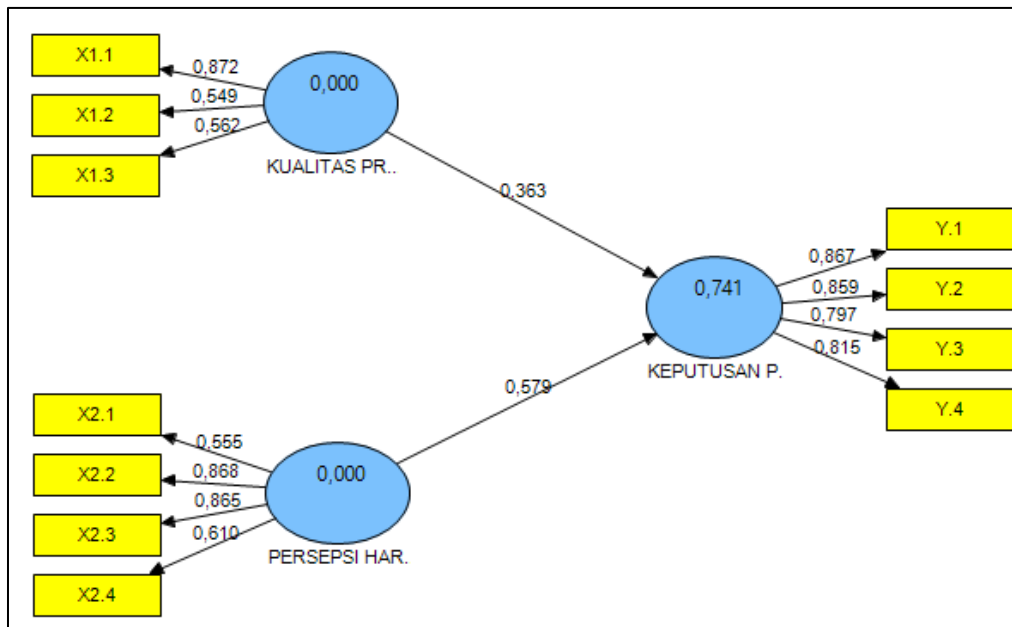 X1.1
0,872
X1.2
0,549
X1.3
0,562
0,000
KUALITAS PR..
0,363
X2.1
0,555
X2.2
0,868
X2.3
0,865
X2.4
0,610
0,000
PERSEPSI HAR.
0,579
0,741
KEPUTUSAN P.
Y.1
0,867
Y.2
0,859
Y.3
0,797
Y.4
0,815